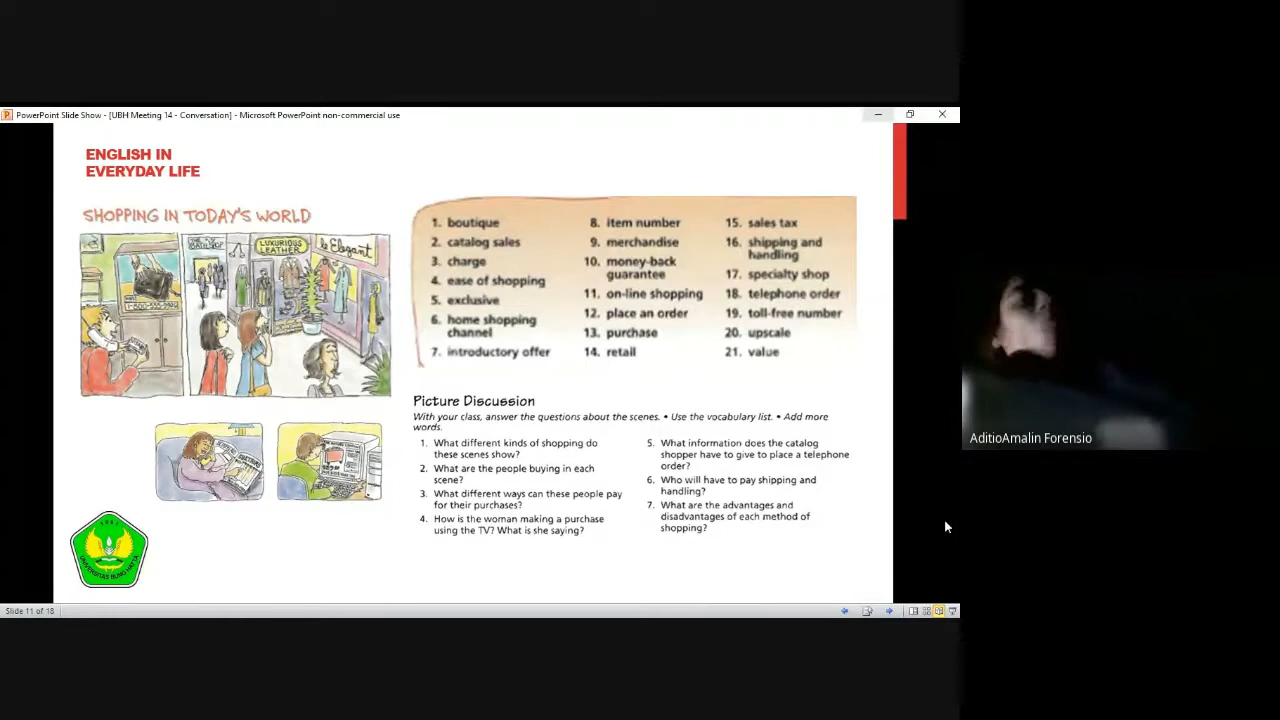 PowerPoint Slide Show - [UBH Meeting 14 - Conversation] - Microsoft PowerPoint non-commercial use
ENGLISH IN
EVERYDAY LIFE
SHOPPING IN TODAY'S WORLD
LUXURIOUS
LEATHER
le Elegant
1. boutique
2. catalog sales
3. charge
4. ease of shopping
5. exclusive
6. home shopping
channel
7. introductory offer
8. item number
9. merchandise
10. money-back
guarantee
11. on-line shopping
12. place an order
13. purchase
14. retail
15. sales tax
16. shipping and
handling
17. specialty shop
18. telephone order
19. toll-free number
20. upscale
21. value
Picture Discussion
With your class, answer the questions about the scenes. • Use the vocabulary list. • Add more
words.
1. What different kinds of shopping do
these scenes show?
2. What are the people buying in each
scene?
3. What different ways can these people pay
for their purchases?
4. How is the woman making a purchase
using the TV? What is she saying?
5. What information does the catalog
shopper have to give to place a telephone
order?
6. Who will have to pay shipping and
handling?
7. What are the advantages and
disadvantages of each method of
shopping?
UNIVERSITAS BUNG HATTA
Slide 11 of 18
AditioAmalin Forensio